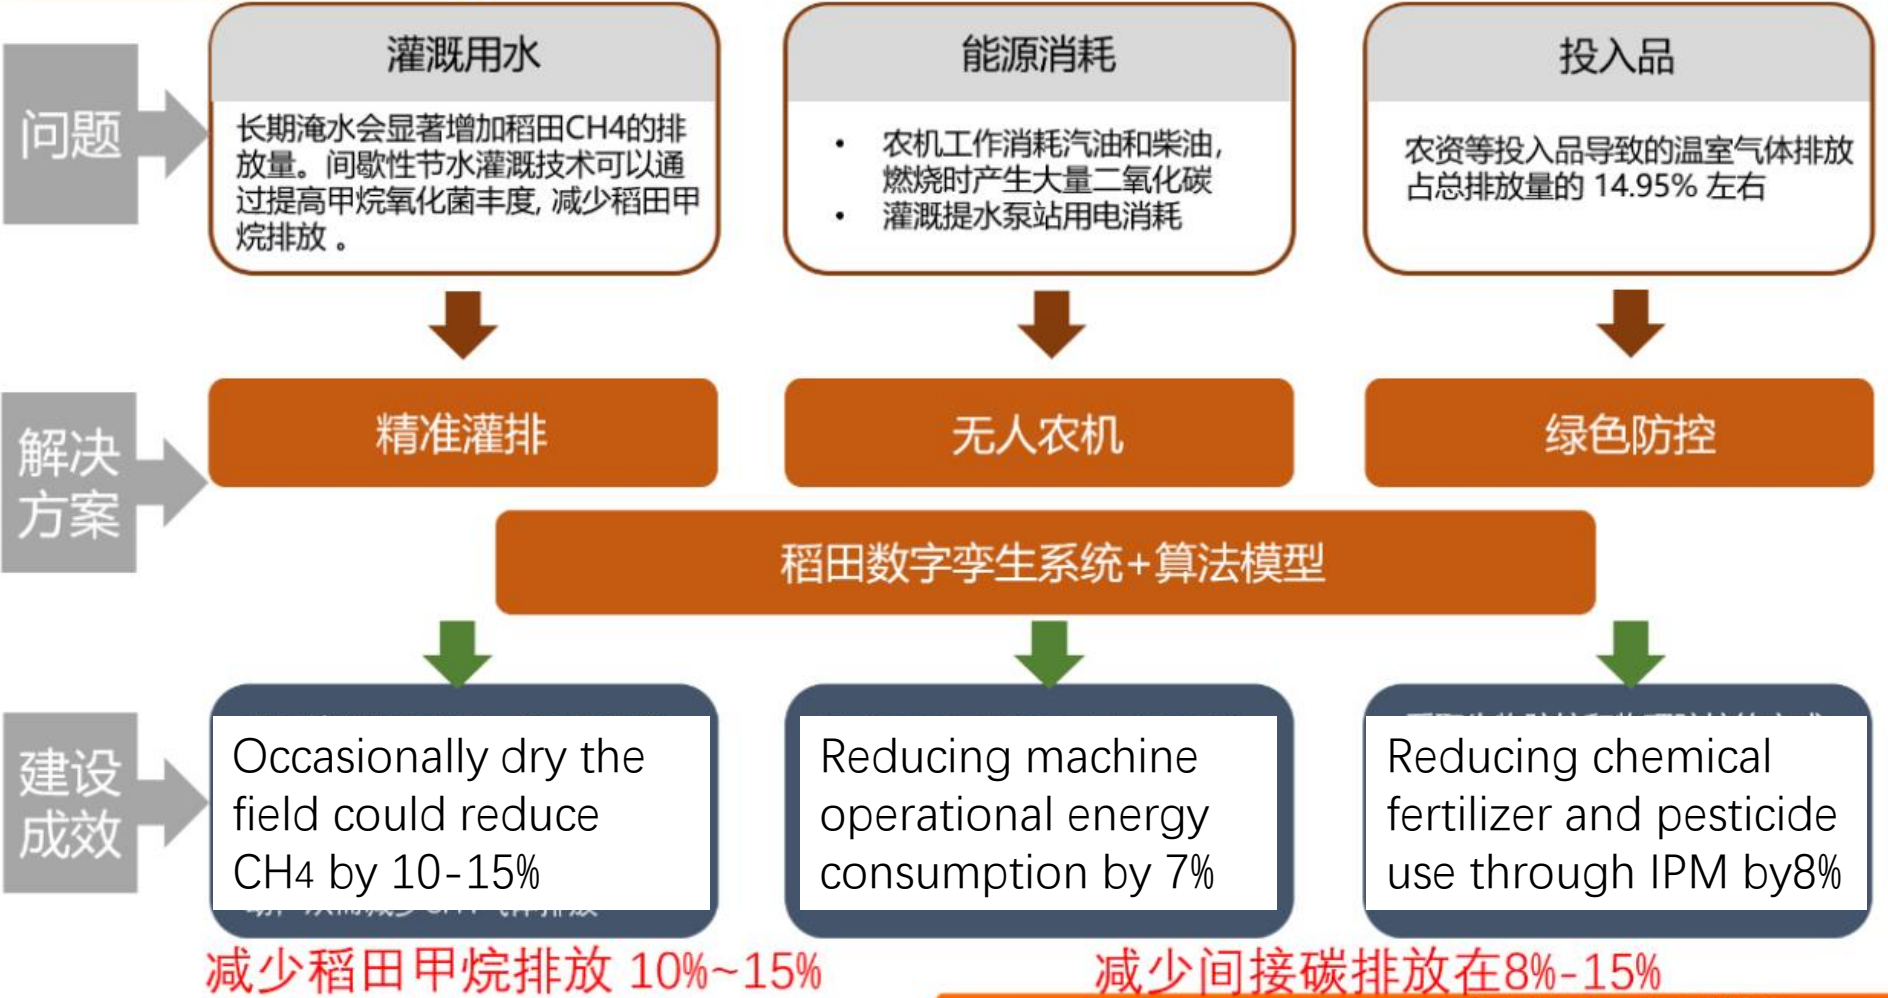 问题
灌溉用水
长期淹水会显著增加稻田CH4的排
放量。间歇性节水灌溉技术可以通
过提高甲烷氧化菌丰度, 减少稻田甲
烷排放 。
能源消耗
• 农机工作消耗汽油和柴油,
燃烧时产生大量二氧化碳
• 灌溉提水泵站用电消耗
投入品
农资等投入品导致的温室气体排放
占总排放量的 14.95% 左右
解决
方案
精准灌排
无人农机
绿色防控
稻田数字孪生系统+算法模型
建设
成效
Occasionally dry the
field could reduce
CH4 by 10-15%
Reducing machine
operational energy
consumption by 7%
Reducing chemical
fertilizer and pesticide
use through IPM by8%
减少稻田甲烷排放 10%~15%
减少间接碳排放在8%-15%